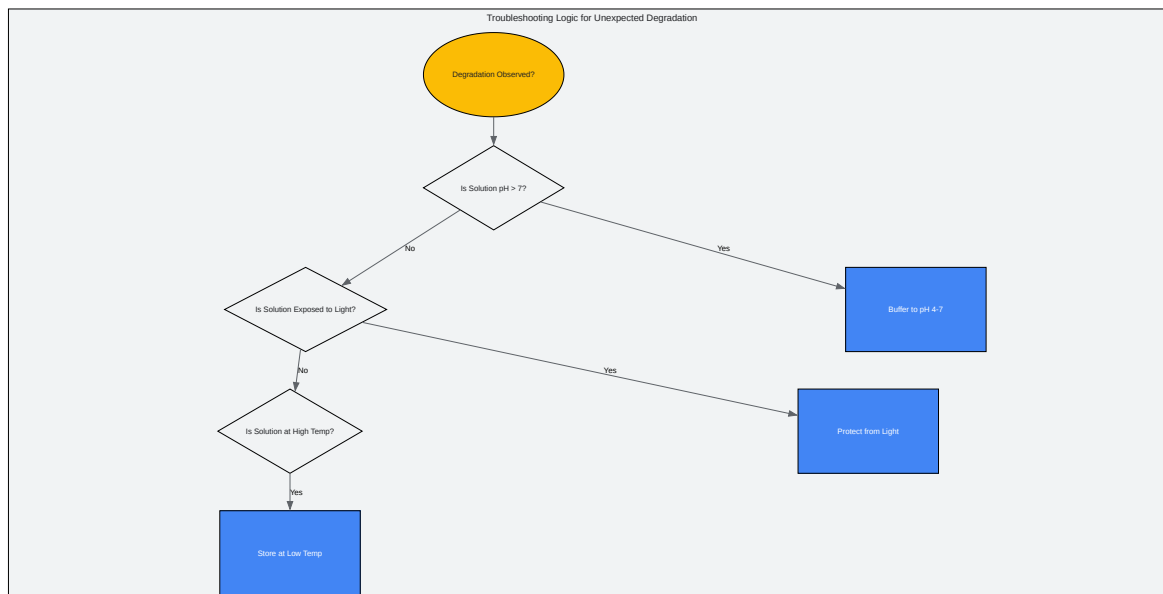 Troubleshooting Logic for Unexpected Degradation
Degradation Observed?
Is Solution pH > 7?
No
Yes
Is Solution Exposed to Light?
Buffer to pH 4-7
No
Yes
Is Solution at High Temp?
Protect from Light
Yes
Store at Low Temp